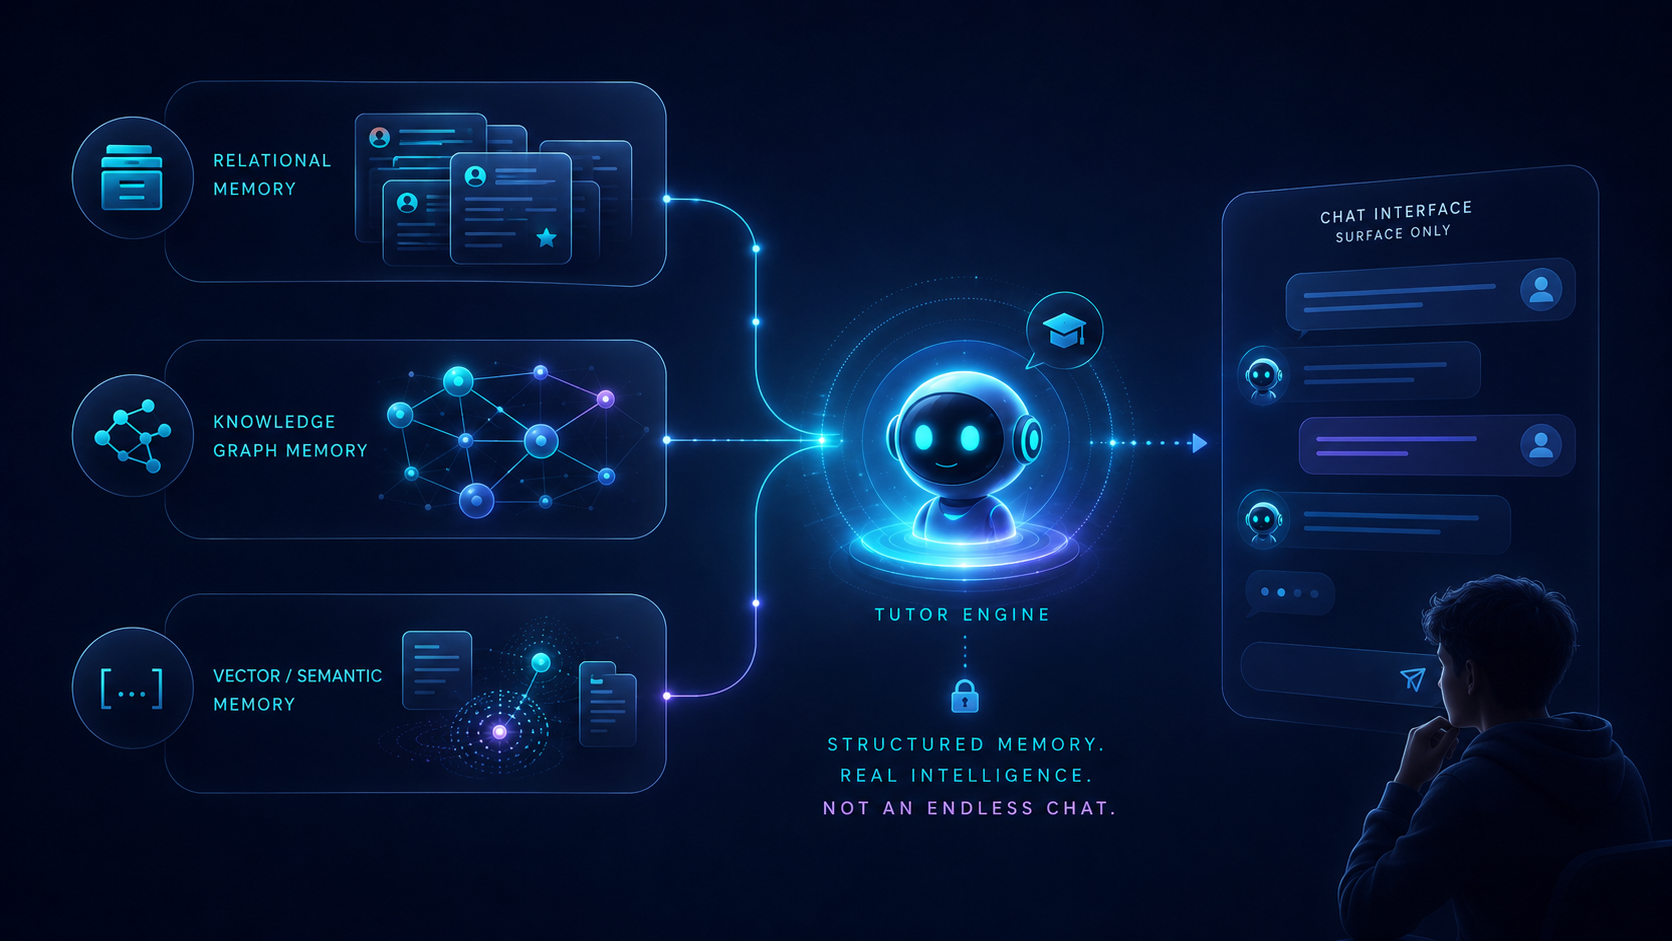 RELATIONAL
MEMORY
KNOWLEDGE
GRAPH MEMORY
VECTOR / SEMANTIC
MEMORY
[...]
TUTOR ENGINE
STRUCTURED MEMORY.
REAL INTELLIGENCE.
NOT AN ENDLESS CHAT.
CHAT INTERFACE
SURFACE ONLY